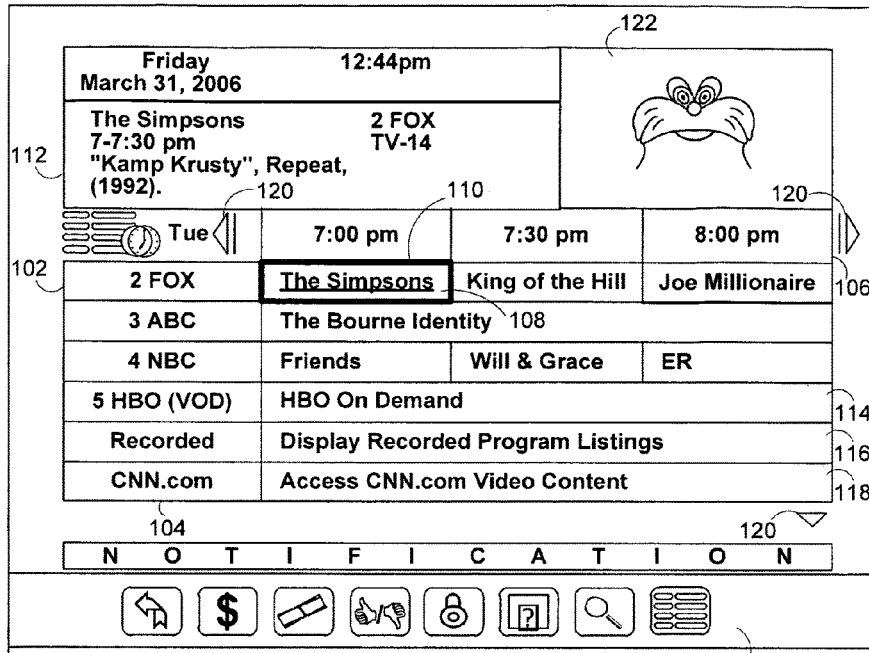 122
Friday 12:44pm
March 31, 2006
The Simpsons 2 FOX
7-7:30 pm TV-14
"Kamp Krusty", Repeat,
(1992).
112
120 110 120
Tue 7:00 pm 7:30 pm 8:00 pm
102
2 FOX The Simpsons King of the Hill Joe Millionaire
106
3 ABC The Bourne Identity 108
4 NBC Friends Will & Grace ER
5 HBO (VOD) HBO On Demand
114
Recorded Display Recorded Program Listings
116
CNN.com Access CNN.com Video Content
118
104 120
N O T I F I C A T I O N
$ ?